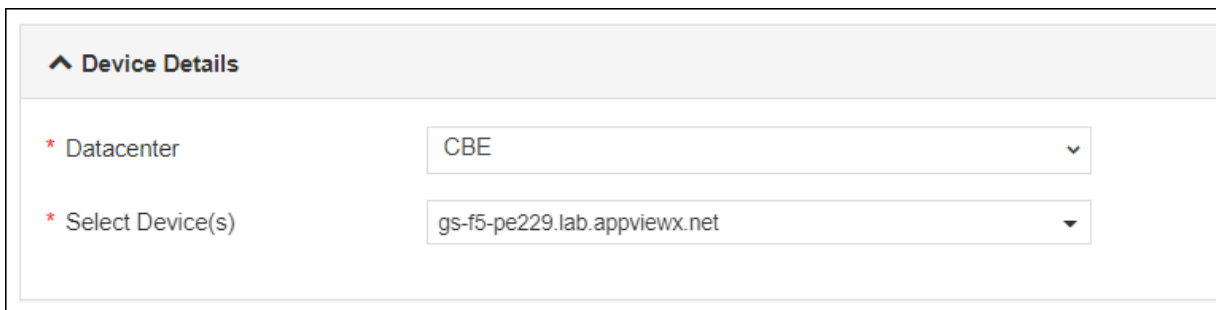 Device Details
* Datacenter CBE
* Select Device(s) gs-f5-pe229.lab.appviewx.net